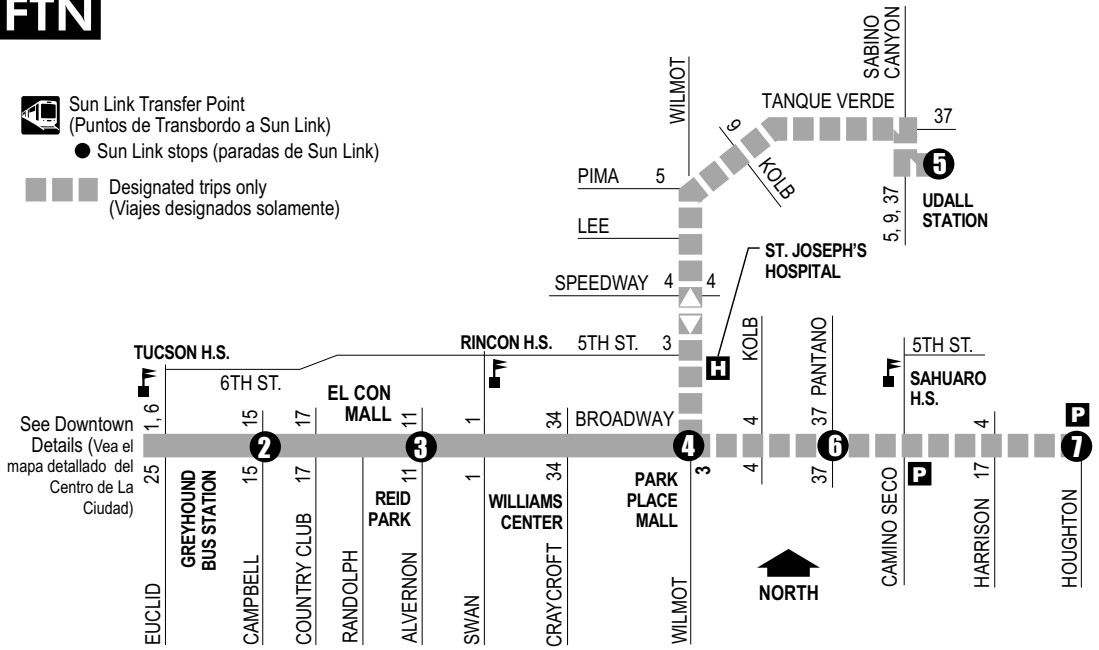 FTN
Sun Link Transfer Point
(Puntos de Transbordo a Sun Link)
Sun Link stops (paradas de Sun Link)
Designated trips only
(Viajes designados solamente)
WILMOT
SABINO
CANYON
TANQUE VERDE
37
9
KOLB
5
PIMA 5
UDALL
STATION
5, 9, 37
LEE
ST. JOSEPH'S
HOSPITAL
SPEEDWAY 4 4
H
TUCSON H.S.
RINCON H.S.
5TH ST. 3
KOLB
PANTANO
5TH ST.
SAHUARO
H.S.
6TH ST.
EL CON
MALL
BROADWAY
P
See Downtown
Details (Vea el
mapa detallado del
Centro de La
Ciudad)
1, 6
15
17
11
1
34
4
37
4
2
3
4
6
7
25
15
17
11
1
34
3
4
37
P
17
GREYHOUND
BUS STATION
REID
PARK
WILLIAMS
CENTER
PARK
PLACE
MALL
NORTH
EUCLID
CAMPBELL
COUNTRY CLUB
RANDOLPH
ALVERNON
SWAN
CRAYCROFT
WILMOT
CAMINO SECO
HARRISON
HOUGHTON